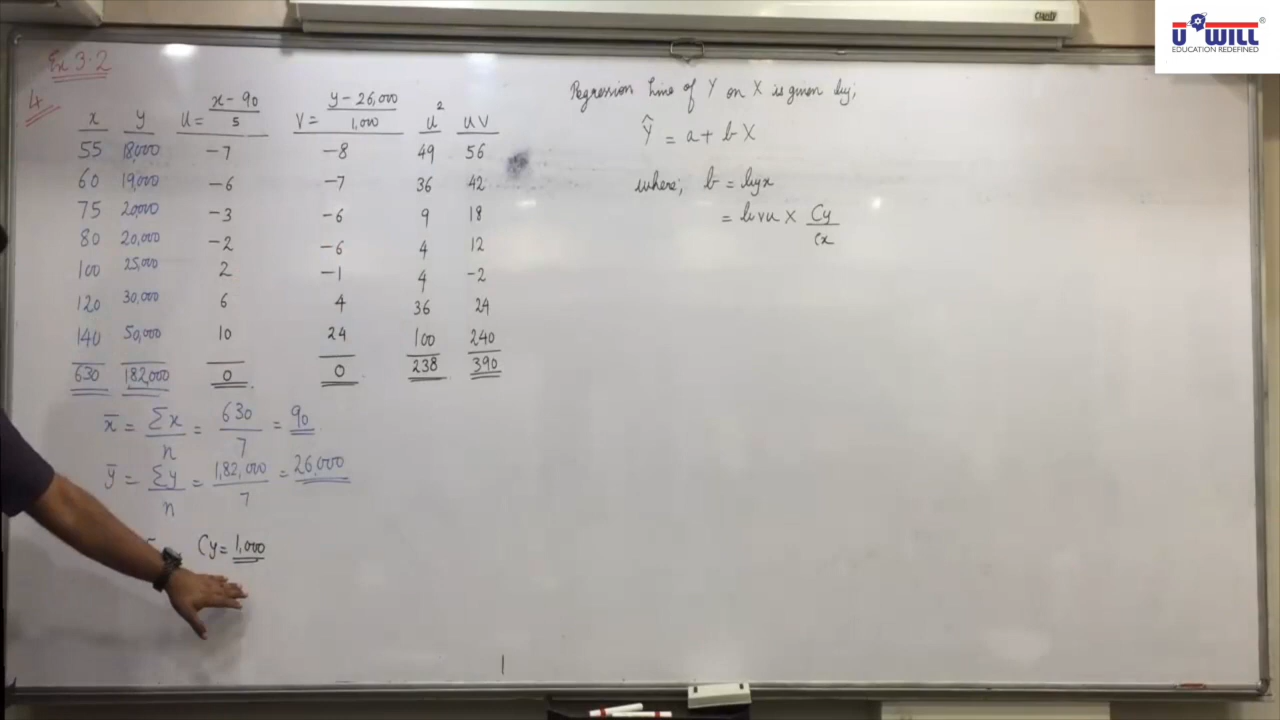 U WILL
EDUCATION REDEFINED
Ex 3.2
4
x y u = x - 90 / 5 v = y - 26,000 / 1,000 u² uv
55 18,000 -7 -8 49 56
60 19,000 -6 -7 36 42
75 20,000 -3 -6 9 18
80 20,000 -2 -6 4 12
100 25,000 2 -1 4 -2
120 30,000 6 4 36 24
140 50,000 10 24 100 240
630 1,82,000 0 0 238 390
x̄ = Σx / n = 630 / 7 = 90
ȳ = Σy / n = 1,82,000 / 7 = 26,000
Cy = 1,000
Regression line of Y on X is given by;
Ŷ = a + b X
where; b = byx
= bvu × Cy / Cx